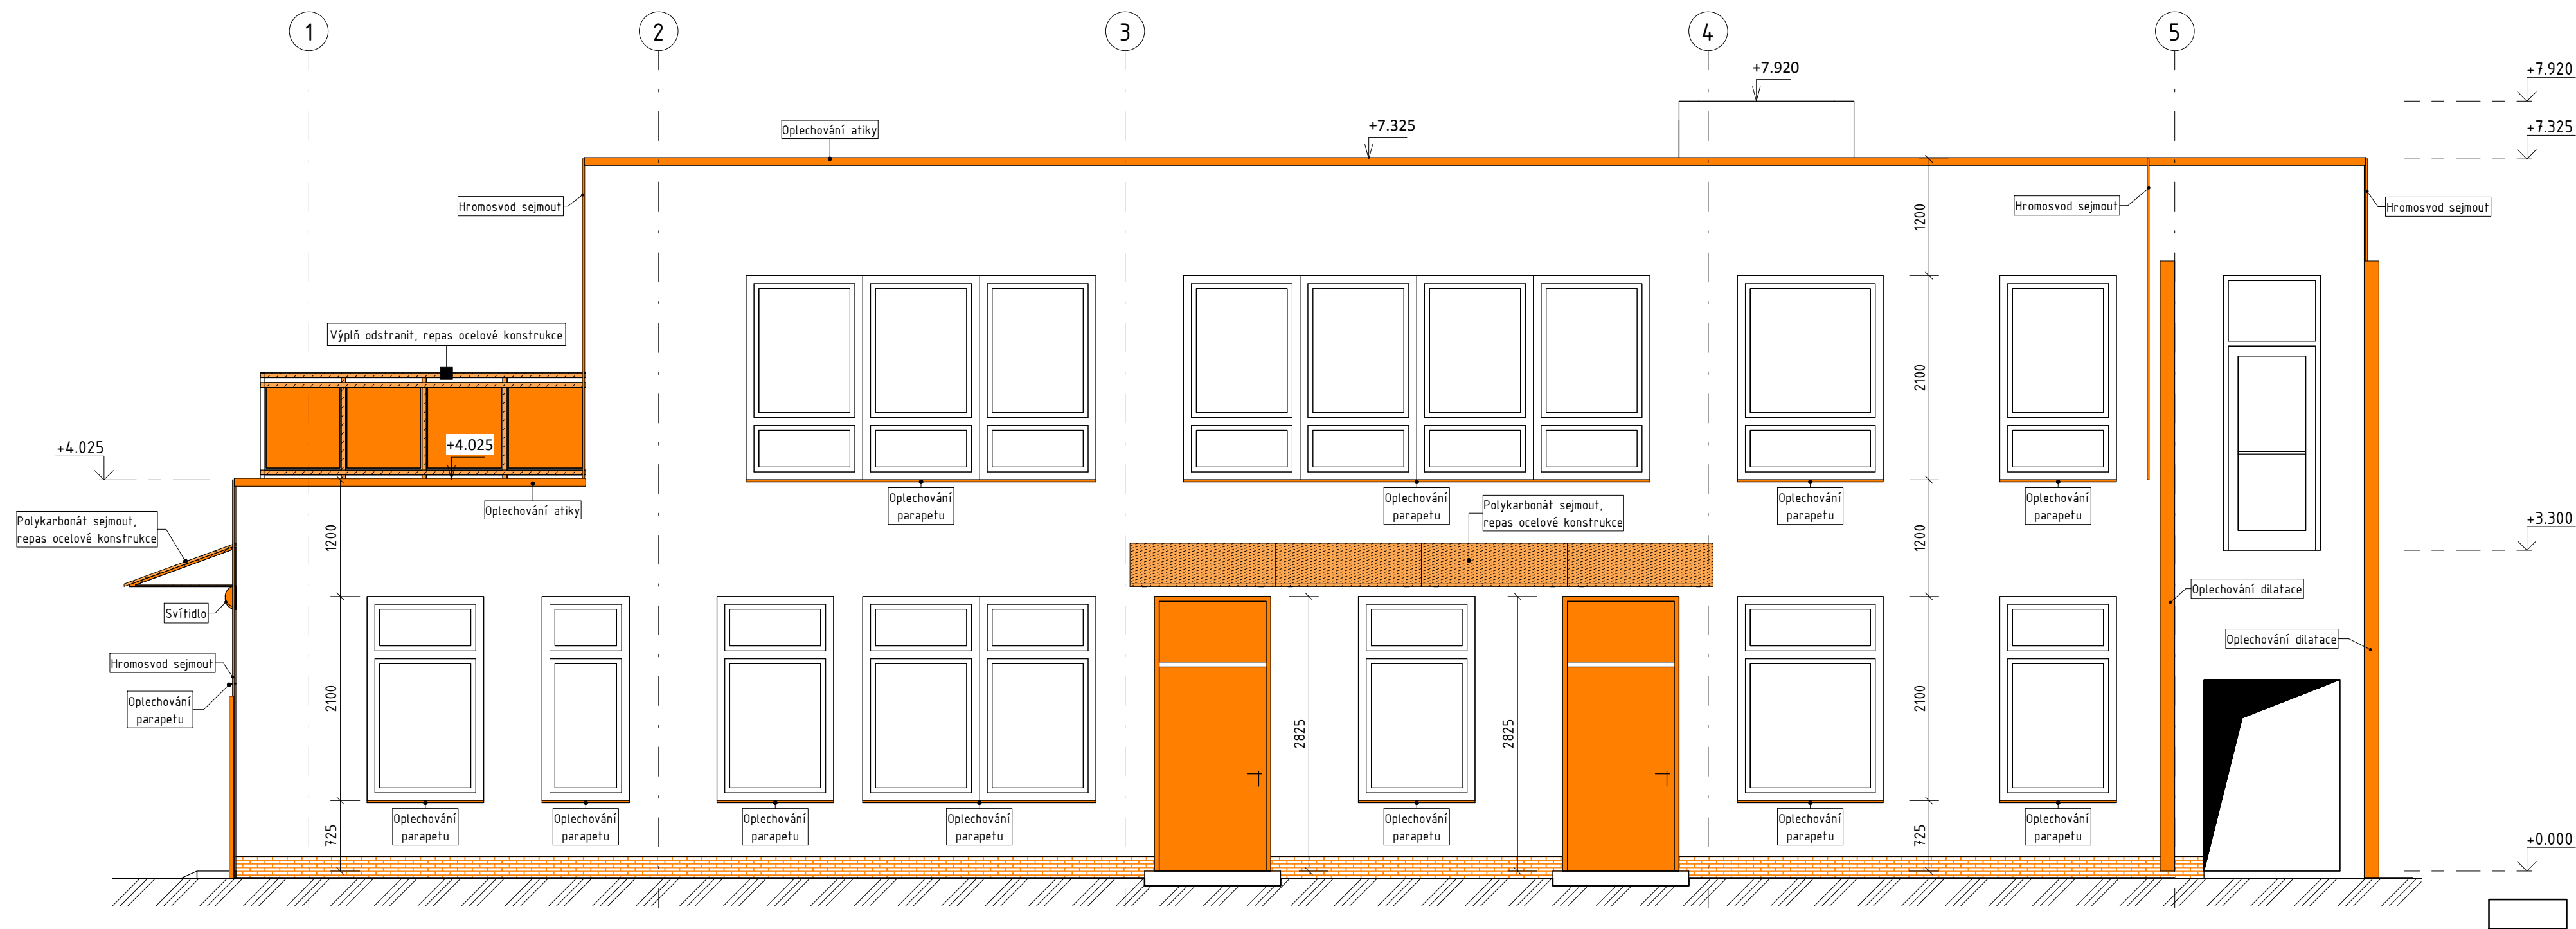 1
2
3
4
5
+7.920
+7.920
Oplechování atiky
+7.325
+7.325
Hromosvod sejmout
Hromosvod sejmout
Hromosvod sejmout
1200
Výplň odstranit, repas ocelové konstrukce
2100
+4.025
+4.025
Oplechování atiky
Oplechování
parapetu
Oplechování
parapetu
Oplechování
parapetu
Oplechování
parapetu
Polykarbonát sejmout,
repas ocelové konstrukce
Polykarbonát sejmout,
repas ocelové konstrukce
+3.300
1200
1200
Svítidlo
Oplechování dilatace
Oplechování dilatace
Hromosvod sejmout
Oplechování
parapetu
2100
2825
2825
2100
Oplechování
parapetu
Oplechování
parapetu
Oplechování
parapetu
Oplechování
parapetu
Oplechování
parapetu
Oplechování
parapetu
Oplechování
parapetu
725
725
+0.000